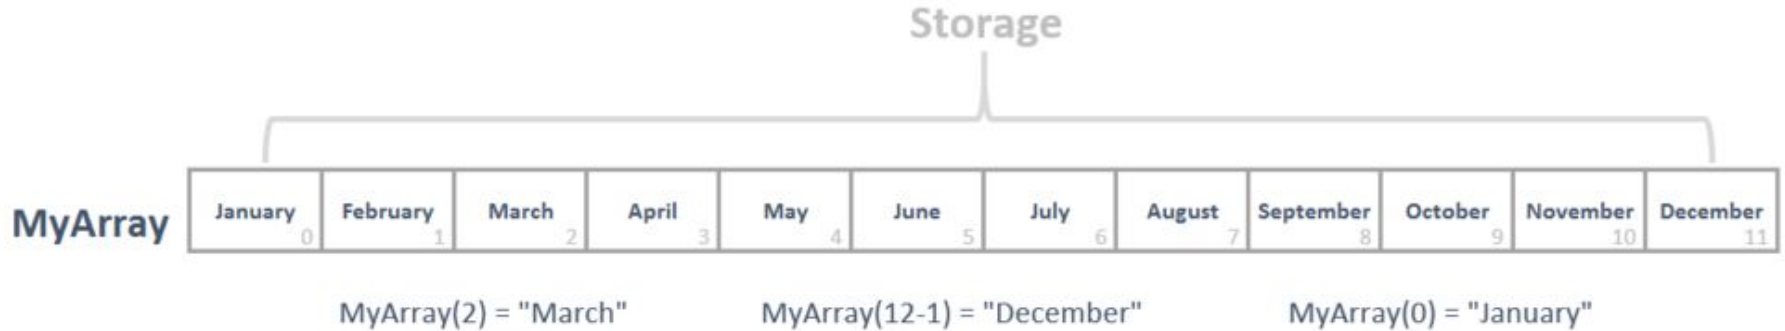 Storage
MyArray
January February March April May June July August September October November December
0 1 2 3 4 5 6 7 8 9 10 11
MyArray(2) = "March" MyArray(12-1) = "December" MyArray(0) = "January"